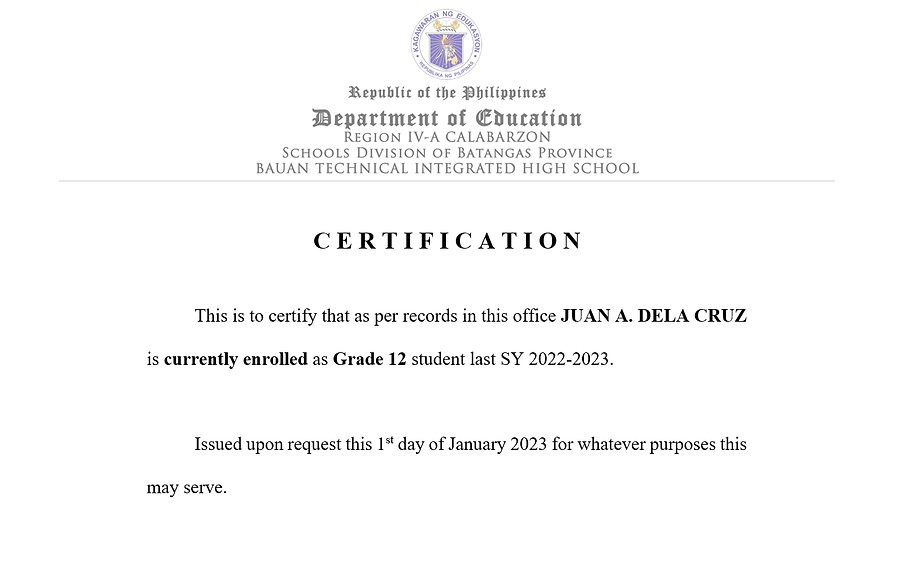 KAGAWARAN NG EDUKASYON
REPUBLIKA NG PILIPINAS
Republic of the Philippines
Department of Education
REGION IV-A CALABARZON
SCHOOLS DIVISION OF BATANGAS PROVINCE
BAUAN TECHNICAL INTEGRATED HIGH SCHOOL
CERTIFICATION
This is to certify that as per records in this office JUAN A. DELA CRUZ
is currently enrolled as Grade 12 student last SY 2022-2023.
Issued upon request this 1st day of January 2023 for whatever purposes this
may serve.